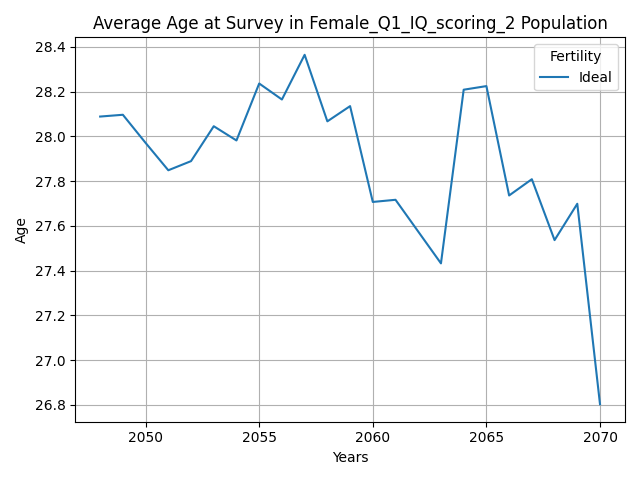 Average Age at Survey in Female_Q1_IQ_scoring_2 Population
Fertility
Ideal
28.4
28.2
28.0
27.8
27.6
27.4
27.2
27.0
26.8
Age
2050
2055
2060
2065
2070
Years